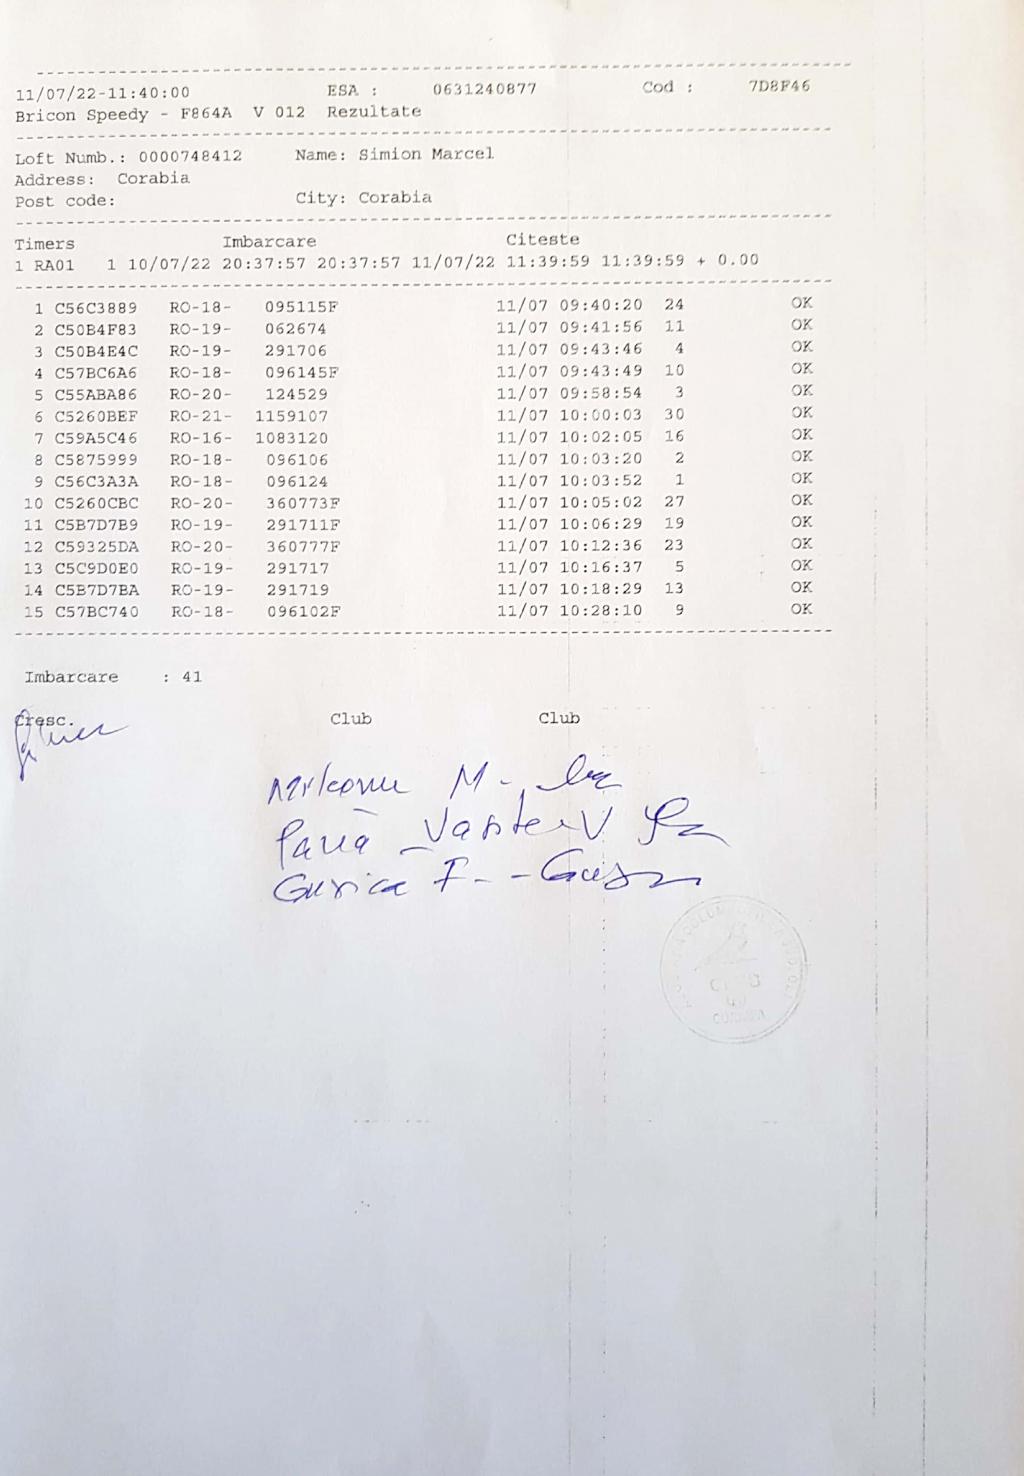 11/07/22-11:40:00 ESA : 0631240877 Cod : 7D8F46
Bricon Speedy - F864A V 012 Rezultate
Loft Numb.: 0000748412 Name: Simion Marcel
Address: Corabia
Post code: City: Corabia
Timers Imbarcare Citeste
1 RA01 1 10/07/22 20:37:57 20:37:57 11/07/22 11:39:59 11:39:59 + 0.00
1 C56C3889 RO-18- 095115F 11/07 09:40:20 24 OK
2 C50B4F83 RO-19- 062674 11/07 09:41:56 11 OK
3 C50B4E4C RO-19- 291706 11/07 09:43:46 4 OK
4 C57BC6A6 RO-18- 096145F 11/07 09:43:49 10 OK
5 C55ABA86 RO-20- 124529 11/07 09:58:54 3 OK
6 C5260BEF RO-21- 1159107 11/07 10:00:03 30 OK
7 C59A5C46 RO-16- 1083120 11/07 10:02:05 16 OK
8 C5875999 RO-18- 096106 11/07 10:03:20 2 OK
9 C56C3A3A RO-18- 096124 11/07 10:03:52 1 OK
10 C5260CBC RO-20- 360773F 11/07 10:05:02 27 OK
11 C5B7D7B9 RO-19- 291711F 11/07 10:06:29 19 OK
12 C59325DA RO-20- 360777F 11/07 10:12:36 23 OK
13 C5C9D0E0 RO-19- 291717 11/07 10:16:37 5 OK
14 C5B7D7BA RO-19- 291719 11/07 10:18:29 13 OK
15 C57BC740 RO-18- 096102F 11/07 10:28:10 9 OK
Imbarcare : 41
Cresc. Club Club
M.